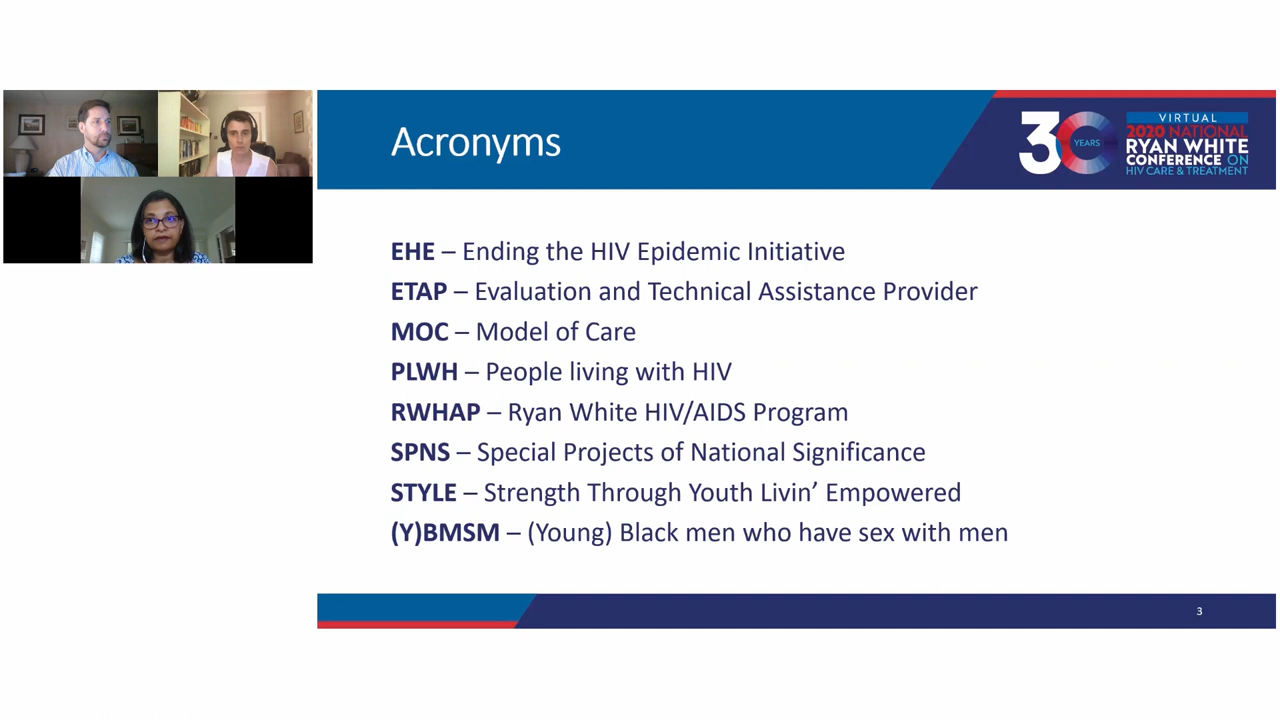 Acronyms
30
YEARS
VIRTUAL
2020 NATIONAL
RYAN WHITE
CONFERENCE ON
HIV CARE & TREATMENT
EHE – Ending the HIV Epidemic Initiative
ETAP – Evaluation and Technical Assistance Provider
MOC – Model of Care
PLWH – People living with HIV
RWHAP – Ryan White HIV/AIDS Program
SPNS – Special Projects of National Significance
STYLE – Strength Through Youth Livin’ Empowered
(Y)BMSM – (Young) Black men who have sex with men
3